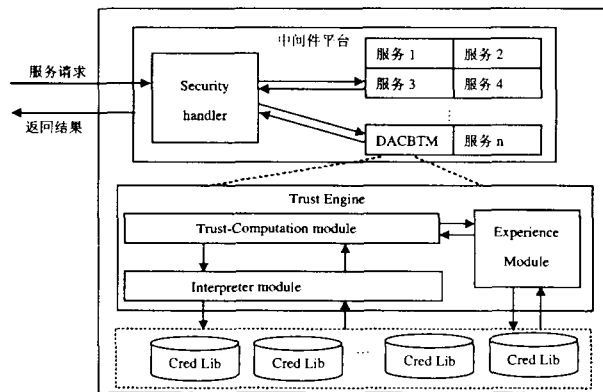 中间件平台
服务请求
返回结果
Security
handler
服务 1
服务 2
服务 3
服务 4
⋮
DACBTM
服务 n
Trust Engine
Trust-Computation module
Interpreter module
Experience
Module
Cred Lib
Cred Lib
...
Cred Lib
Cred Lib